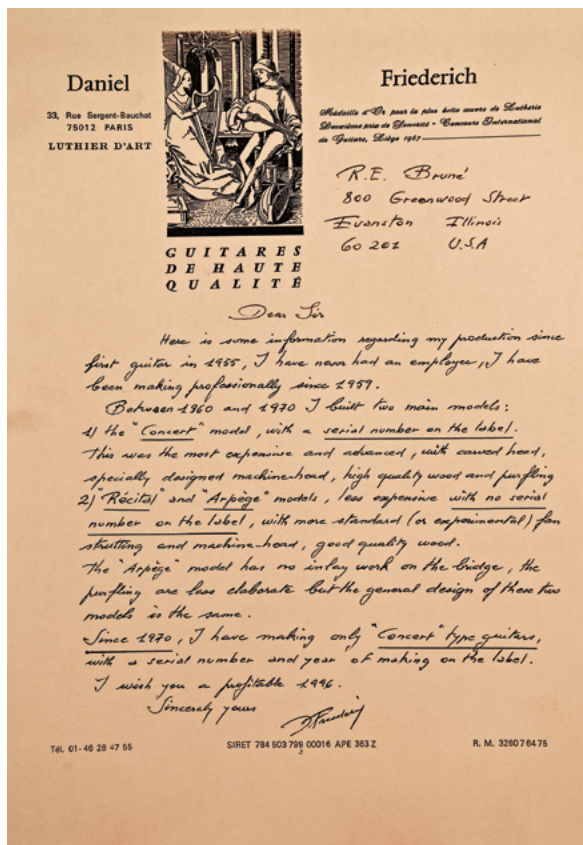 Daniel
33, Rue Sergent-Bauchat
75012 PARIS
LUTHIER D'ART
GUITARES
DE HAUTE
QUALITÉ
Friederich
Médaille d'Or pour la plus belle œuvre de Lutherie
Deuxième prix de Sonorité - Concours International
de Guitare, Liège 1967
R.E. Bruné
800 Greenwood Street
Evanston Illinois
60201 U.S.A
Dear Sir
Here is some information regarding my production since
first guitar in 1955, I have never had an employee, I have
been making professionally since 1959.
Between 1960 and 1970 I built two main models:
1) the "Concert" model, with a serial number on the label.
This was the most expensive and advanced, with carved head,
specially designed machine-head, high quality wood and purfling
2) "Récital" and "Arpège" models, less expensive with no serial
number on the label, with more standard (or experimental) fan
strutting and machine-head, good quality wood.
The "Arpège" model has no inlay work on the bridge, the
purfling are less elaborate but the general design of these two
models is the same.
Since 1970, I have making only "Concert" type guitars,
with a serial number and year of making on the label.
I wish you a profitable 1996.
Sincerely yours
D. Friederich
Tél. 01-46 28 47 55
SIRET 784 503 799 00016 APE 363 Z
R. M. 326076475